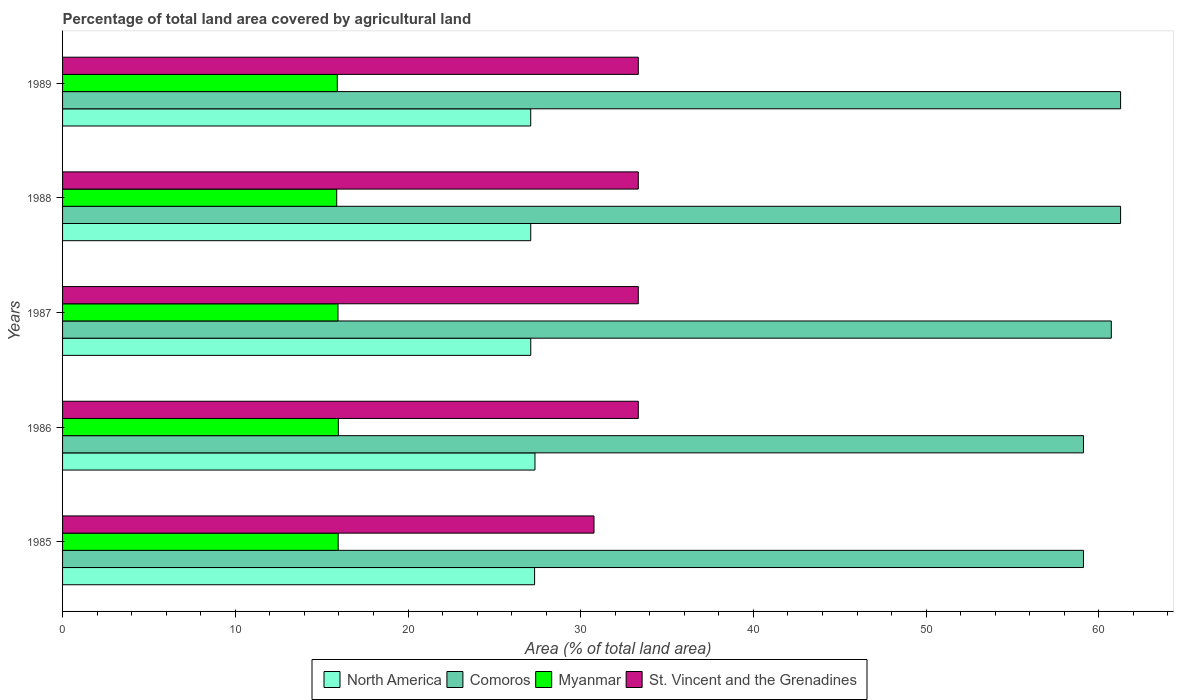 Percentage of total land area covered by agricultural land
Years
1989
1988
1987
1986
1985
0
10
20
30
40
50
60
Area (% of total land area)
North America
Comoros
Myanmar
St. Vincent and the Grenadines